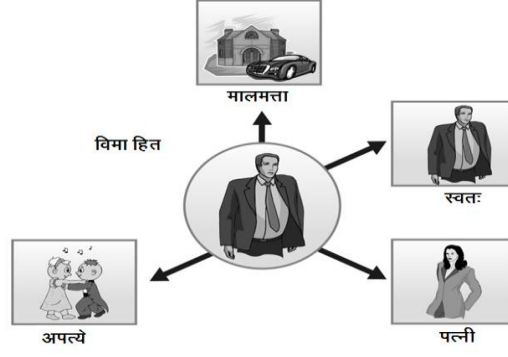 मालमत्ता
विमा हित
स्वतः
अपत्ये
पत्नी